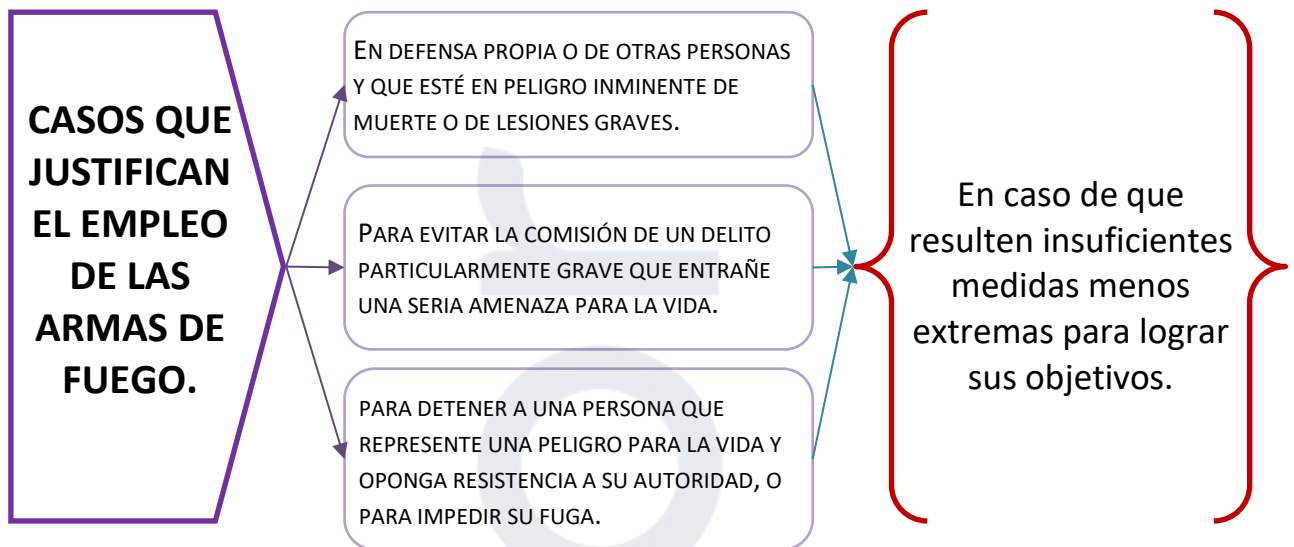 CASOS QUE
JUSTIFICAN
EL EMPLEO
DE LAS
ARMAS DE
FUEGO.
EN DEFENSA PROPIA O DE OTRAS PERSONAS
Y QUE ESTÉ EN PELIGRO INMINENTE DE
MUERTE O DE LESIONES GRAVES.
PARA EVITAR LA COMISIÓN DE UN DELITO
PARTICULARMENTE GRAVE QUE ENTRAÑE
UNA SERIA AMENAZA PARA LA VIDA.
PARA DETENER A UNA PERSONA QUE
REPRESENTE UNA PELIGRO PARA LA VIDA Y
OPONGA RESISTENCIA A SU AUTORIDAD, O
PARA IMPEDIR SU FUGA.
En caso de que
resulten insuficientes
medidas menos
extremas para lograr
sus objetivos.